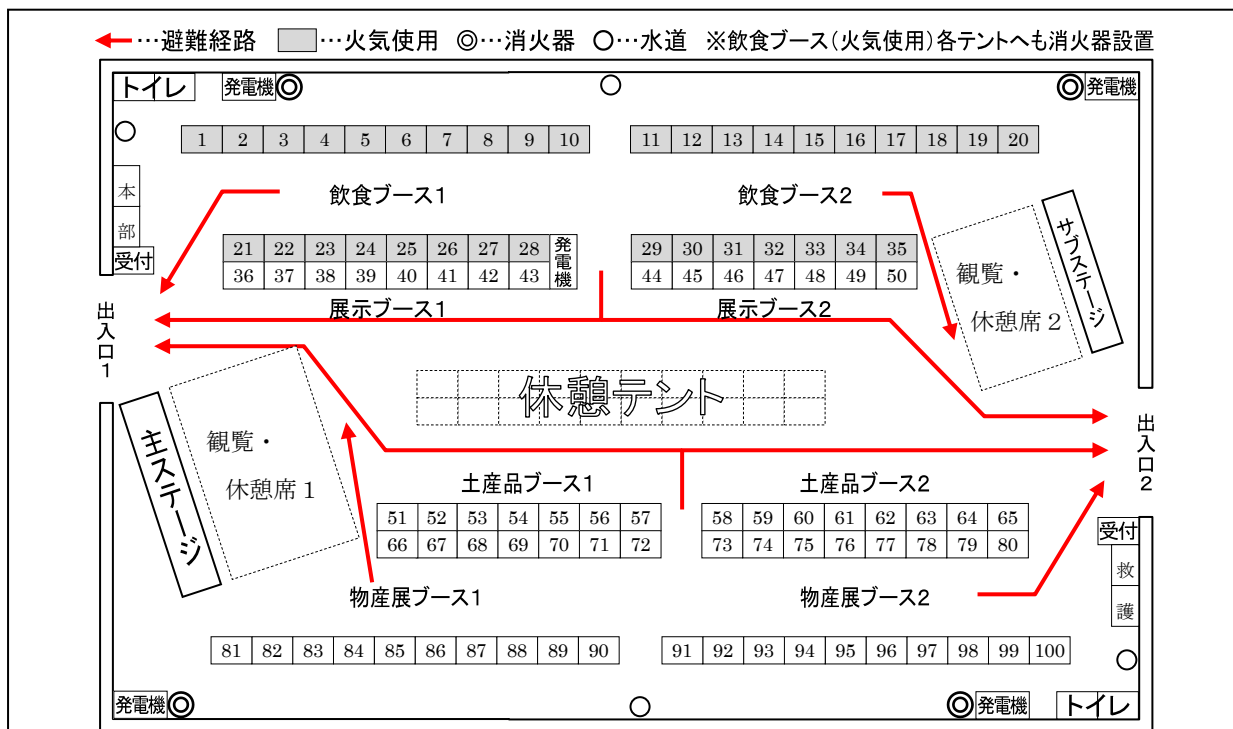 …避難経路 …火気使用 ◎…消火器 ○…水道 ※飲食ブース(火気使用)各テントへも消火器設置
トイレ 発電機 発電機
1 2 3 4 5 6 7 8 9 10 11 12 13 14 15 16 17 18 19 20
本部
受付
飲食ブース1 飲食ブース2
サブステージ
観覧・
休憩席2
21 22 23 24 25 26 27 28 発電機 29 30 31 32 33 34 35
36 37 38 39 40 41 42 43 44 45 46 47 48 49 50
展示ブース1 展示ブース2
出入口1
休憩テント
主ステージ
観覧・
休憩席1
出入口2
土産品ブース1 土産品ブース2
51 52 53 54 55 56 57 58 59 60 61 62 63 64 65
66 67 68 69 70 71 72 73 74 75 76 77 78 79 80
受付
救護
物産展ブース1 物産展ブース2
81 82 83 84 85 86 87 88 89 90 91 92 93 94 95 96 97 98 99 100
発電機 発電機 トイレ